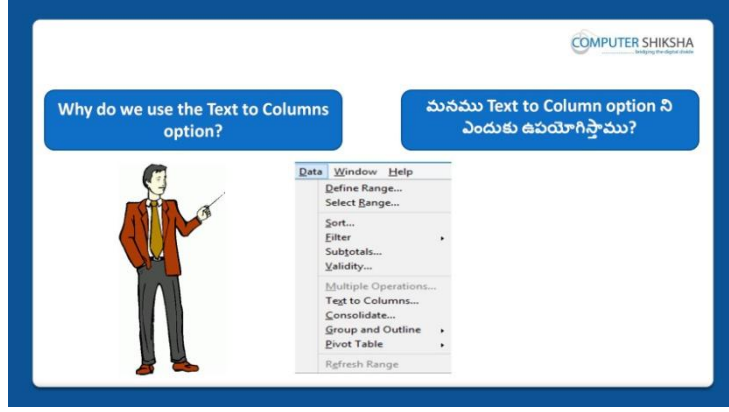 COMPUTER SHIKSHA
bridging the digital divide
Why do we use the Text to Columns
option?
మనము Text to Column option ని
ఎందుకు ఉపయోగిస్తాము?
Data Window Help
Define Range...
Select Range...
Sort...
Filter
Subtotals...
Validity...
Multiple Operations...
Text to Columns...
Consolidate...
Group and Outline
Pivot Table
Refresh Range